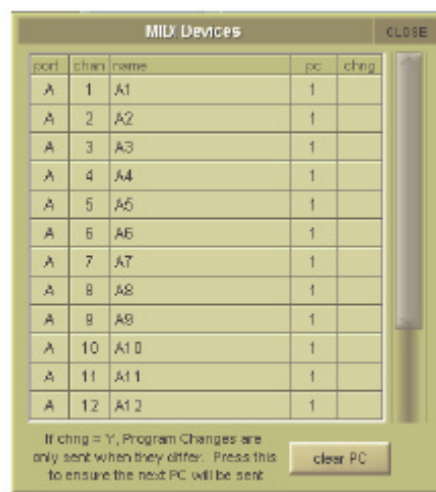 MIDI Devices CLOSE
port chan name pc chng
A 1 A1 1
A 2 A2 1
A 3 A3 1
A 4 A4 1
A 5 A5 1
A 6 A6 1
A 7 A7 1
A 8 A8 1
A 9 A9 1
A 10 A10 1
A 11 A11 1
A 12 A12 1
If chng = Y, Program Changes are
only sent when they differ. Press this
to ensure the next PC will be sent
clear PC